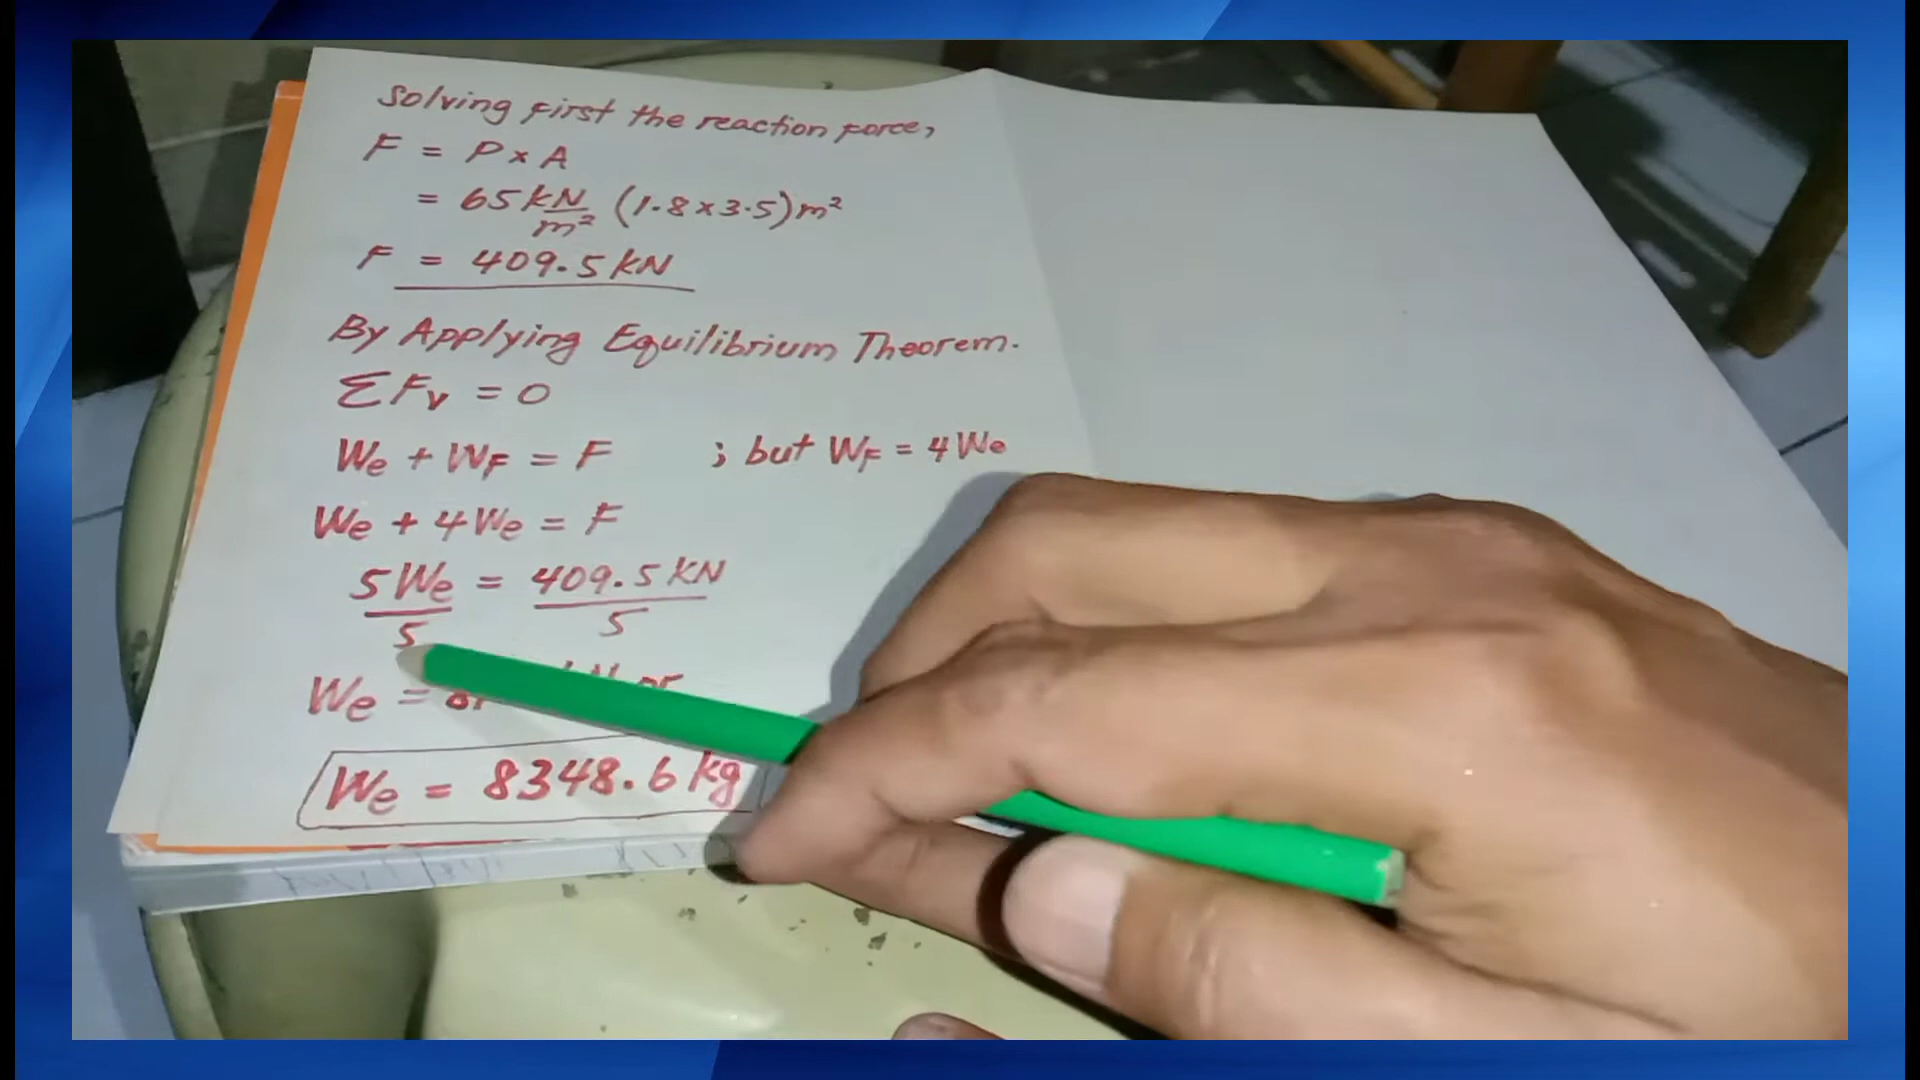 Solving first the reaction force,
F = P x A
= 65 kN/m² (1.8 x 3.5) m²
F = 409.5 kN
By Applying Equilibrium Theorem.
ΣFv = 0
We + WF = F ; but WF = 4We
We + 4We = F
5We/5 = 409.5 kN/5
We =
We = 8348.6 kg